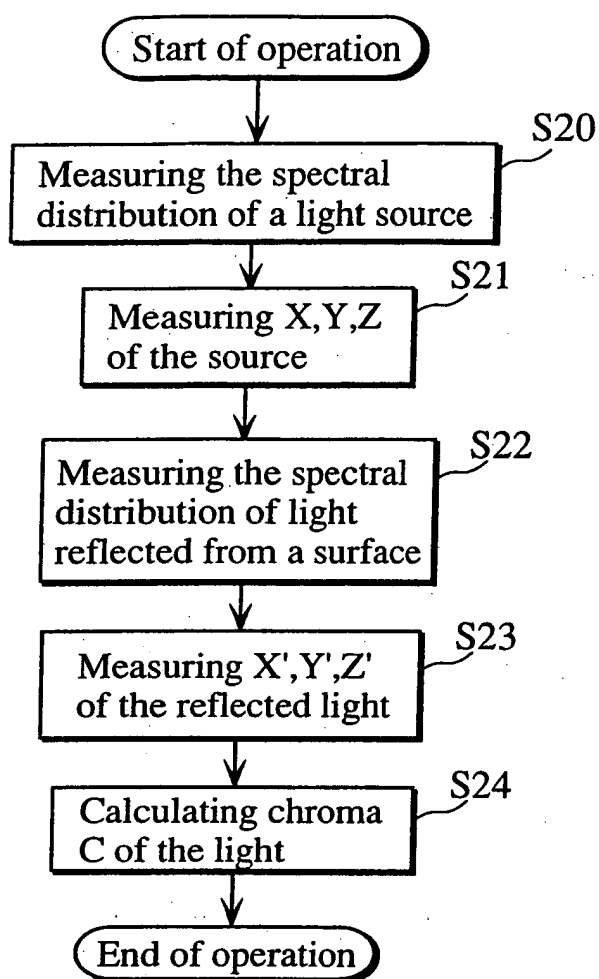 Start of operation
S20
Measuring the spectral
distribution of a light source
S21
Measuring X,Y,Z
of the source
S22
Measuring the spectral
distribution of light
reflected from a surface
S23
Measuring X',Y',Z'
of the reflected light
S24
Calculating chroma
C of the light
End of operation